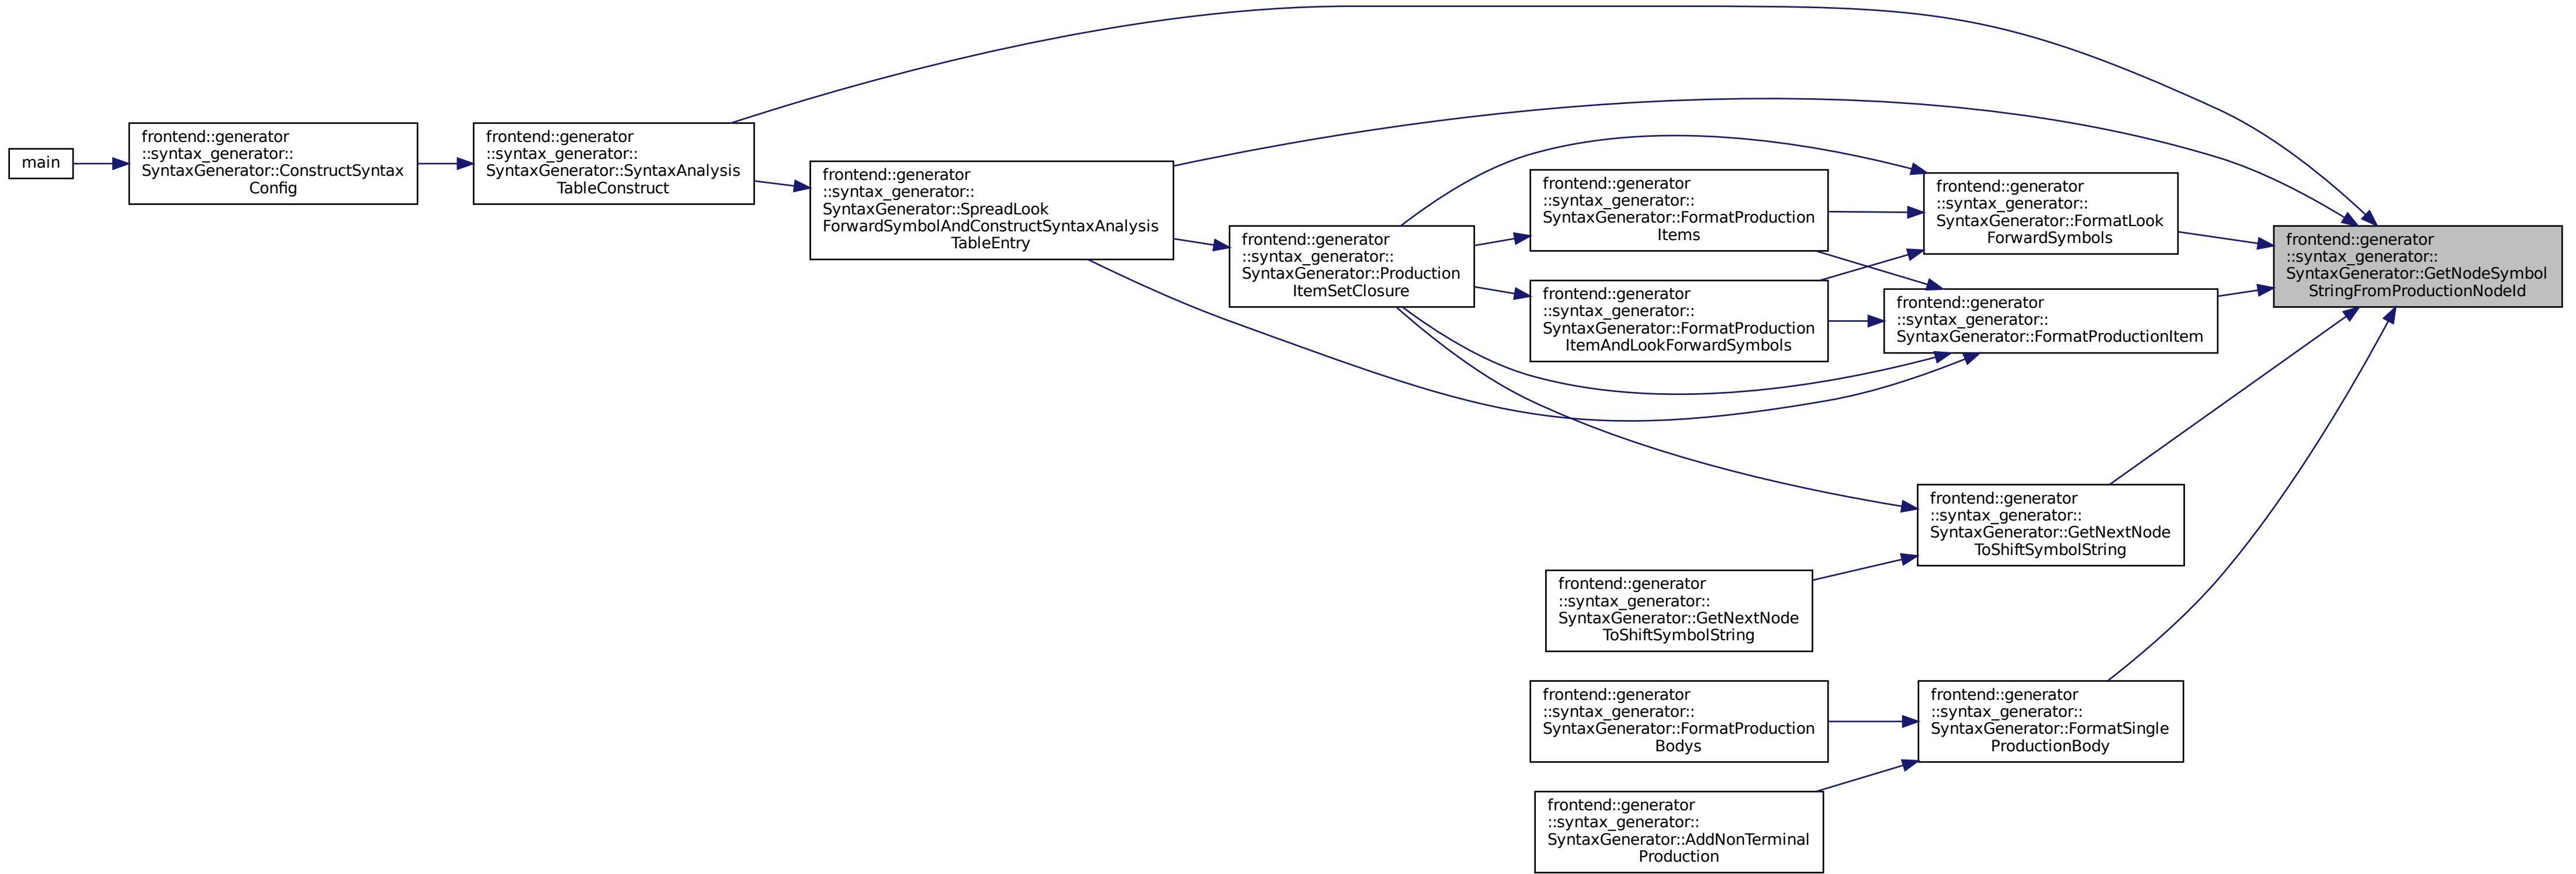 main
frontend::generator
::syntax_generator::
SyntaxGenerator::ConstructSyntax
Config
frontend::generator
::syntax_generator::
SyntaxGenerator::SyntaxAnalysis
TableConstruct
frontend::generator
::syntax_generator::
SyntaxGenerator::SpreadLook
ForwardSymbolAndConstructSyntaxAnalysis
TableEntry
frontend::generator
::syntax_generator::
SyntaxGenerator::Production
ItemSetClosure
frontend::generator
::syntax_generator::
SyntaxGenerator::FormatProduction
Items
frontend::generator
::syntax_generator::
SyntaxGenerator::FormatProduction
ItemAndLookForwardSymbols
frontend::generator
::syntax_generator::
SyntaxGenerator::FormatLook
ForwardSymbols
frontend::generator
::syntax_generator::
SyntaxGenerator::FormatProductionItem
frontend::generator
::syntax_generator::
SyntaxGenerator::GetNodeSymbol
StringFromProductionNodeId
frontend::generator
::syntax_generator::
SyntaxGenerator::GetNextNode
ToShiftSymbolString
frontend::generator
::syntax_generator::
SyntaxGenerator::GetNextNode
ToShiftSymbolString
frontend::generator
::syntax_generator::
SyntaxGenerator::FormatProduction
Bodys
frontend::generator
::syntax_generator::
SyntaxGenerator::FormatSingle
ProductionBody
frontend::generator
::syntax_generator::
SyntaxGenerator::AddNonTerminal
Production